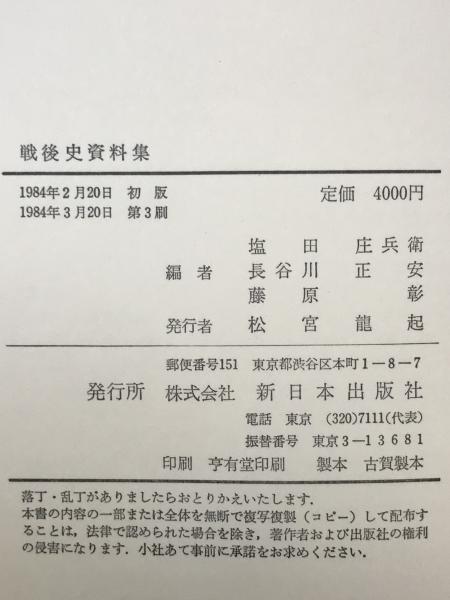 戦後史資料集
1984年2月20日 初版 定価 4000円
1984年3月20日 第3刷
塩田庄兵衛
編者 長谷川正安
藤原彰
発行者 松宮龍起
郵便番号151 東京都渋谷区本町1-8-7
発行所 株式会社 新日本出版社
電話 東京 (320)7111(代表)
振替番号 東京3-13681
印刷 亨有堂印刷 製本 古賀製本
落丁・乱丁がありましたらおとりかえいたします.
本書の内容の一部または全体を無断で複写複製(コピー)して配布す
ることは,法律で認められた場合を除き,著作者および出版社の権利
の侵害になります.小社あて事前に承諾をお求めください.